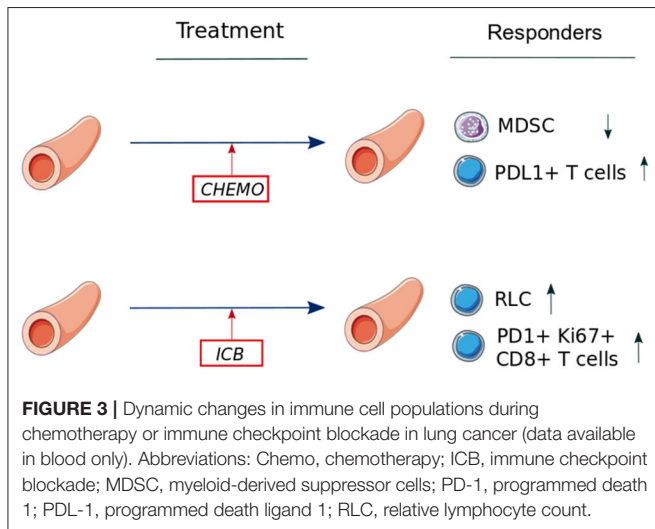 Treatment
Responders
MDSC ↓
PDL1+ T cells ↑
CHEMO
RLC ↑
PD1+ Ki67+ ↑
CD8+ T cells
ICB
FIGURE 3 | Dynamic changes in immune cell populations during
chemotherapy or immune checkpoint blockade in lung cancer (data available
in blood only). Abbreviations: Chemo, chemotherapy; ICB, immune checkpoint
blockade; MDSC, myeloid-derived suppressor cells; PD-1, programmed death
1; PDL-1, programmed death ligand 1; RLC, relative lymphocyte count.